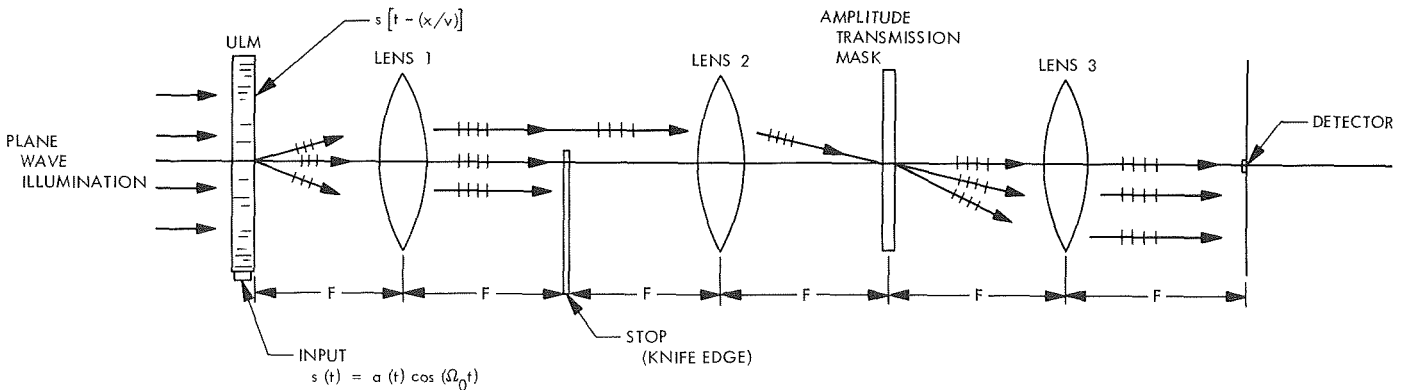 s [t - (x/v)]
ULM
LENS 1
LENS 2
AMPLITUDE
TRANSMISSION
MASK
LENS 3
DETECTOR
PLANE
WAVE
ILLUMINATION
F
F
F
F
F
F
STOP
(KNIFE EDGE)
INPUT
s (t) = a (t) cos (Ω₀t)